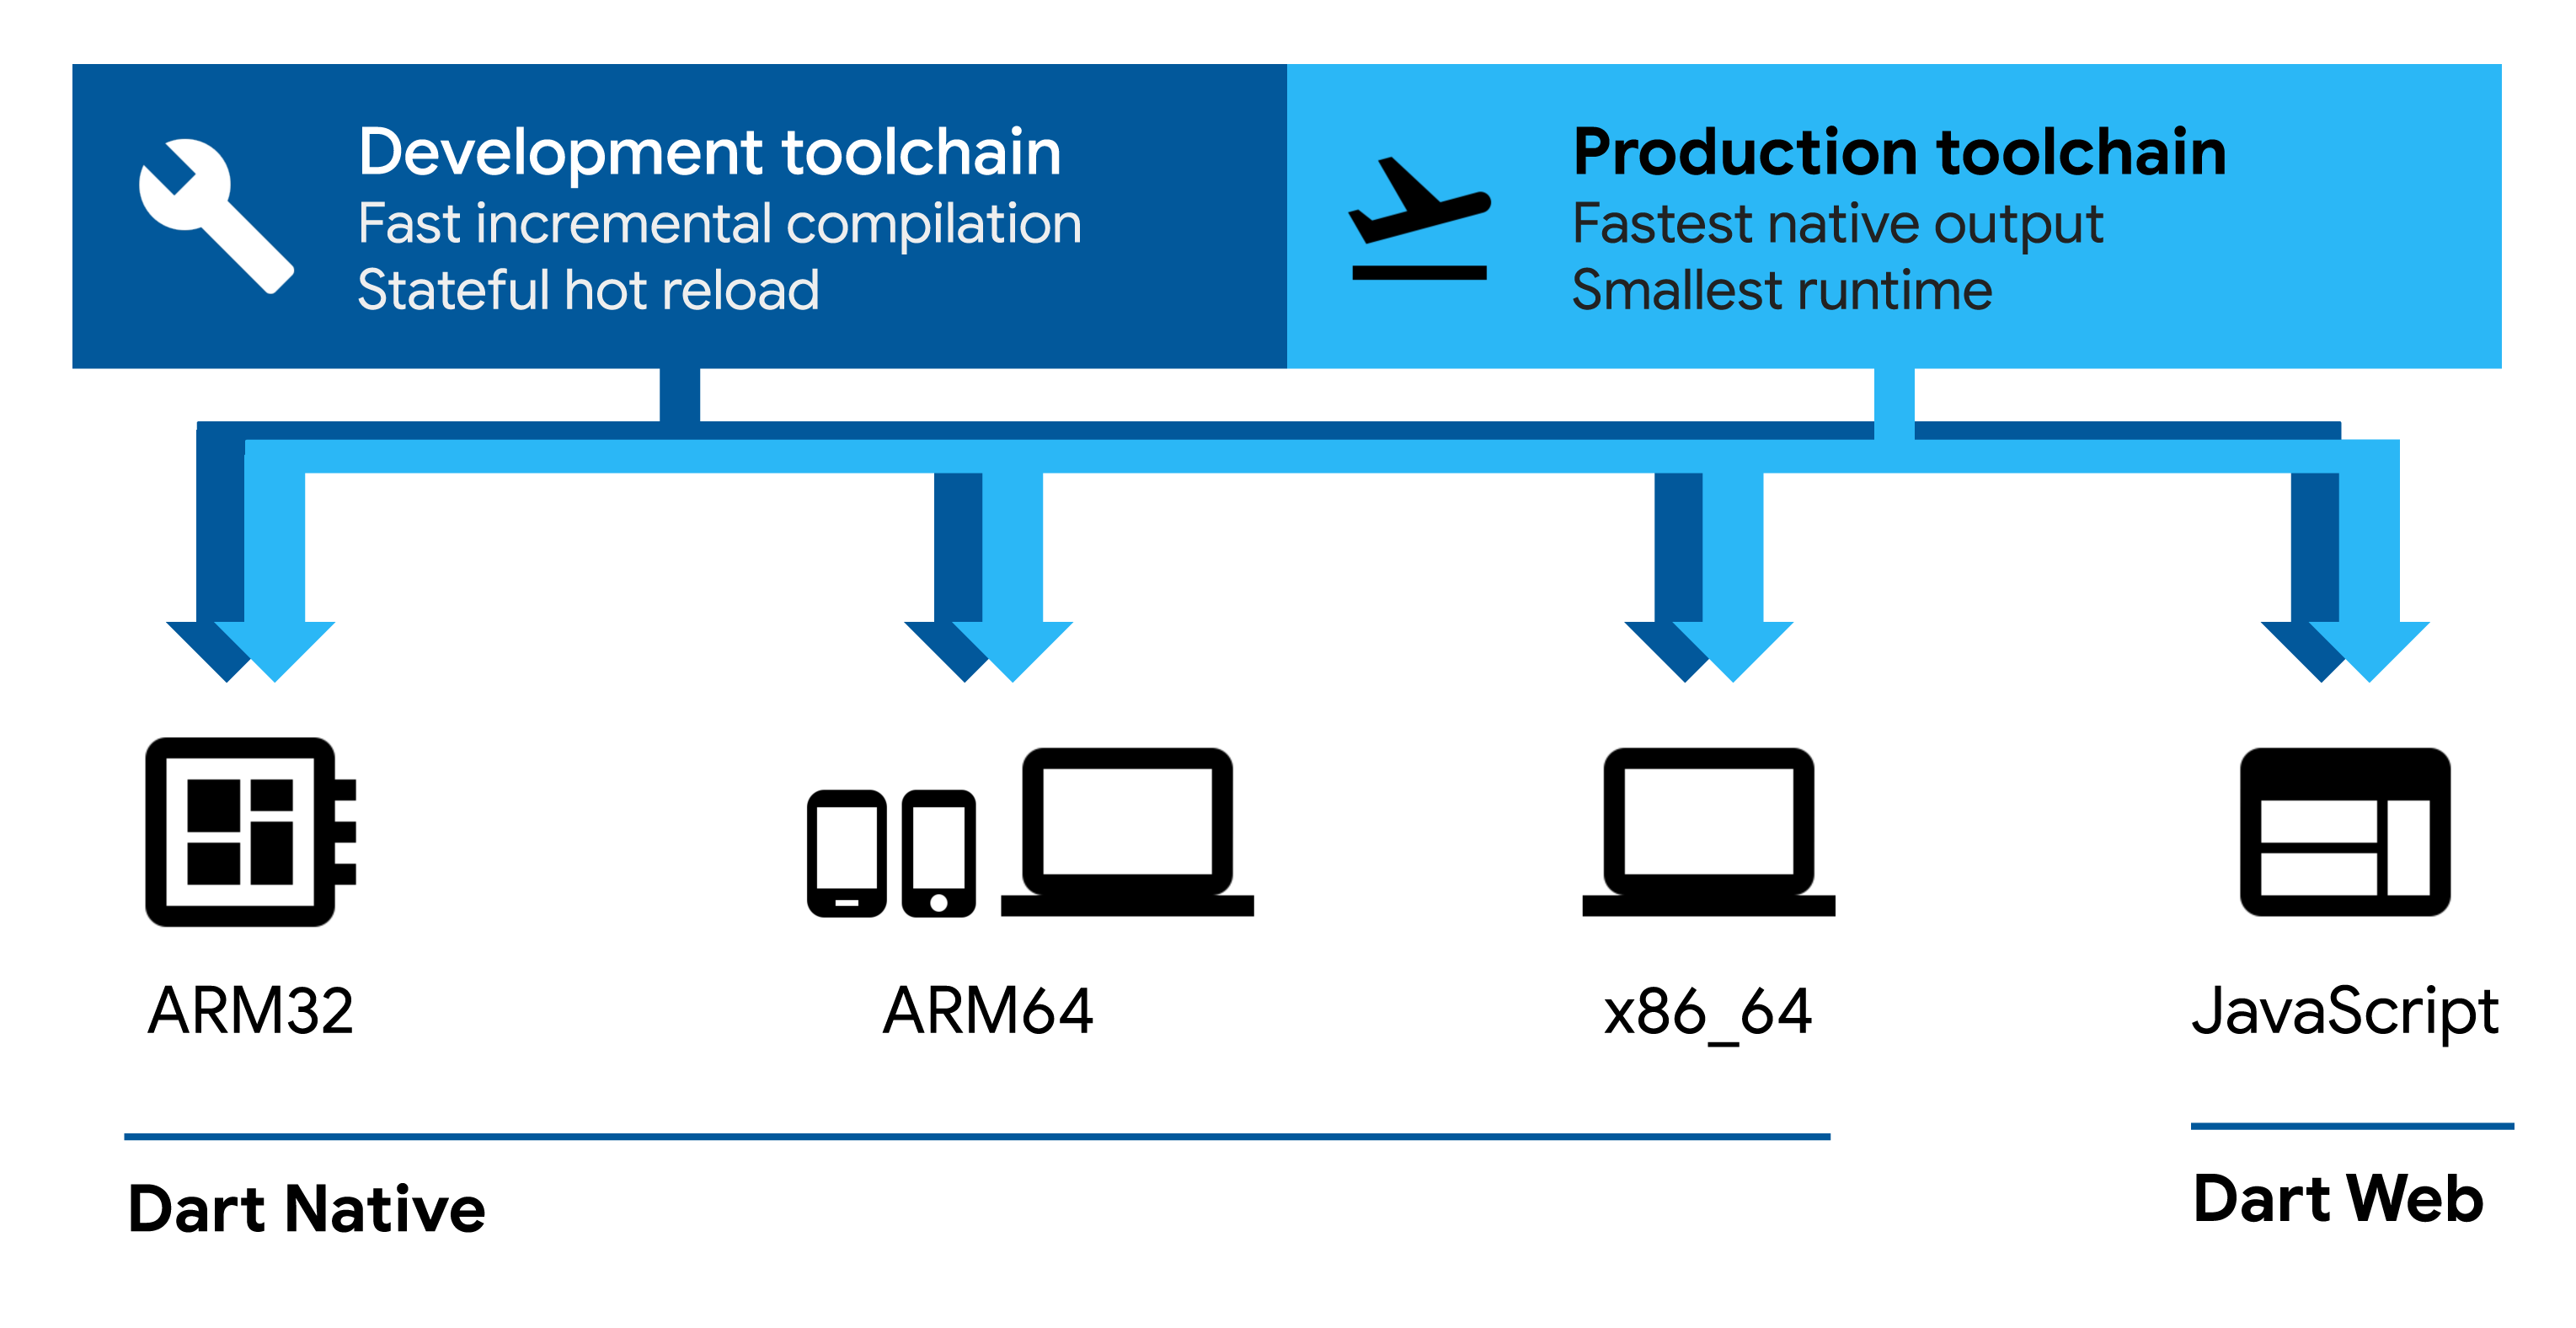 Development toolchain
Fast incremental compilation
Stateful hot reload
Production toolchain
Fastest native output
Smallest runtime
ARM32
ARM64
x86_64
JavaScript
Dart Native
Dart Web